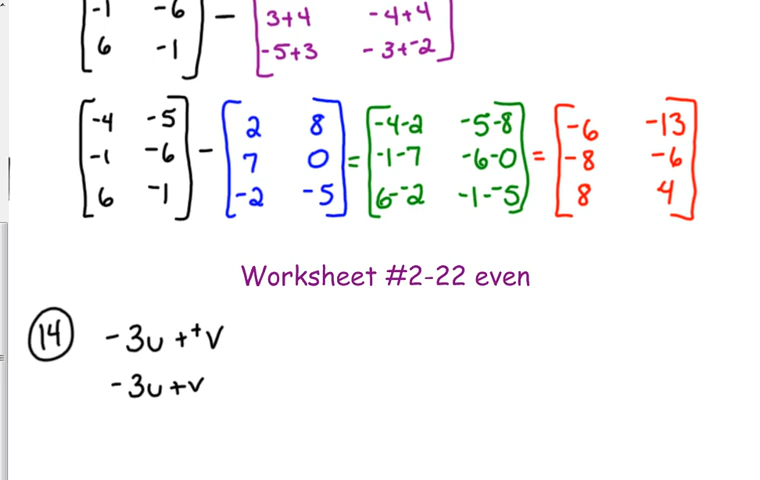 -1 -6 3+4 -4+4
6 -1 - -5+3 -3+-2
-4 -5 2 8 -4-2 -5-8 -6 -13
-1 -6 - 7 0 = -1-7 -6-0 = -8 -6
6 -1 -2 -5 6--2 -1--5 8 4
Worksheet #2-22 even
14 -3u ++v
-3u+v